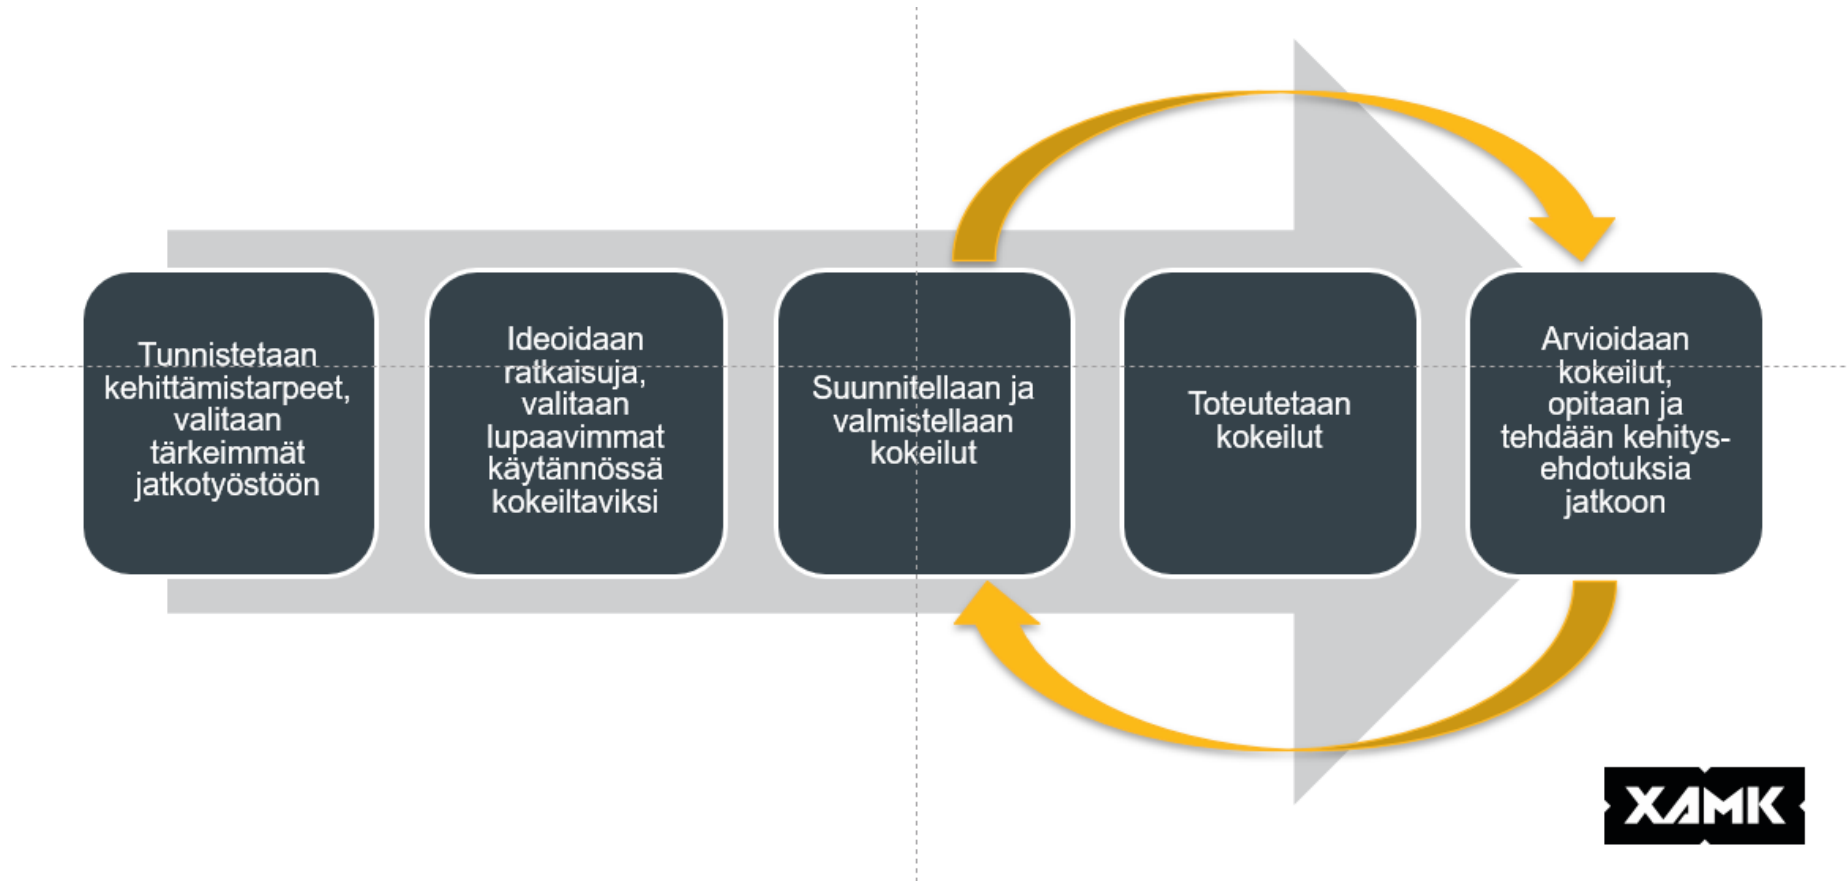 Tunnistetaan
kehittämistarpeet,
valitaan
tärkeimmät
jatkotyöstöön
Ideoidaan
ratkaisuja,
valitaan
lupaavimmat
käytännössä
kokeiltaviksi
Suunnitellaan ja
valmistellaan
kokeilut
Toteutetaan
kokeilut
Arvioidaan
kokeilut,
opitaan ja
tehdään kehitys-
ehdotuksia
jatkoon
XAMK